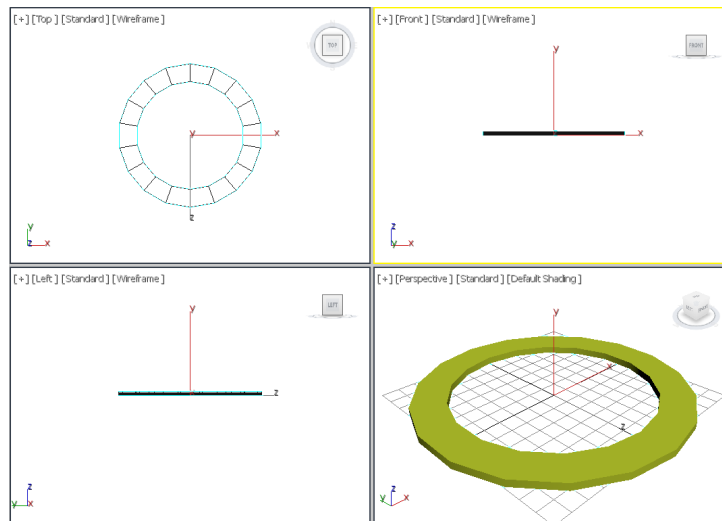 [+] [Top] [Standard] [Wireframe]
TOP
y
x
z
y
z
x
[+] [Front] [Standard] [Wireframe]
FRONT
y
x
z
y
x
[+] [Left] [Standard] [Wireframe]
LEFT
y
z
z
y
x
[+] [Perspective] [Standard] [Default Shading]
y
x
z
z
y
x